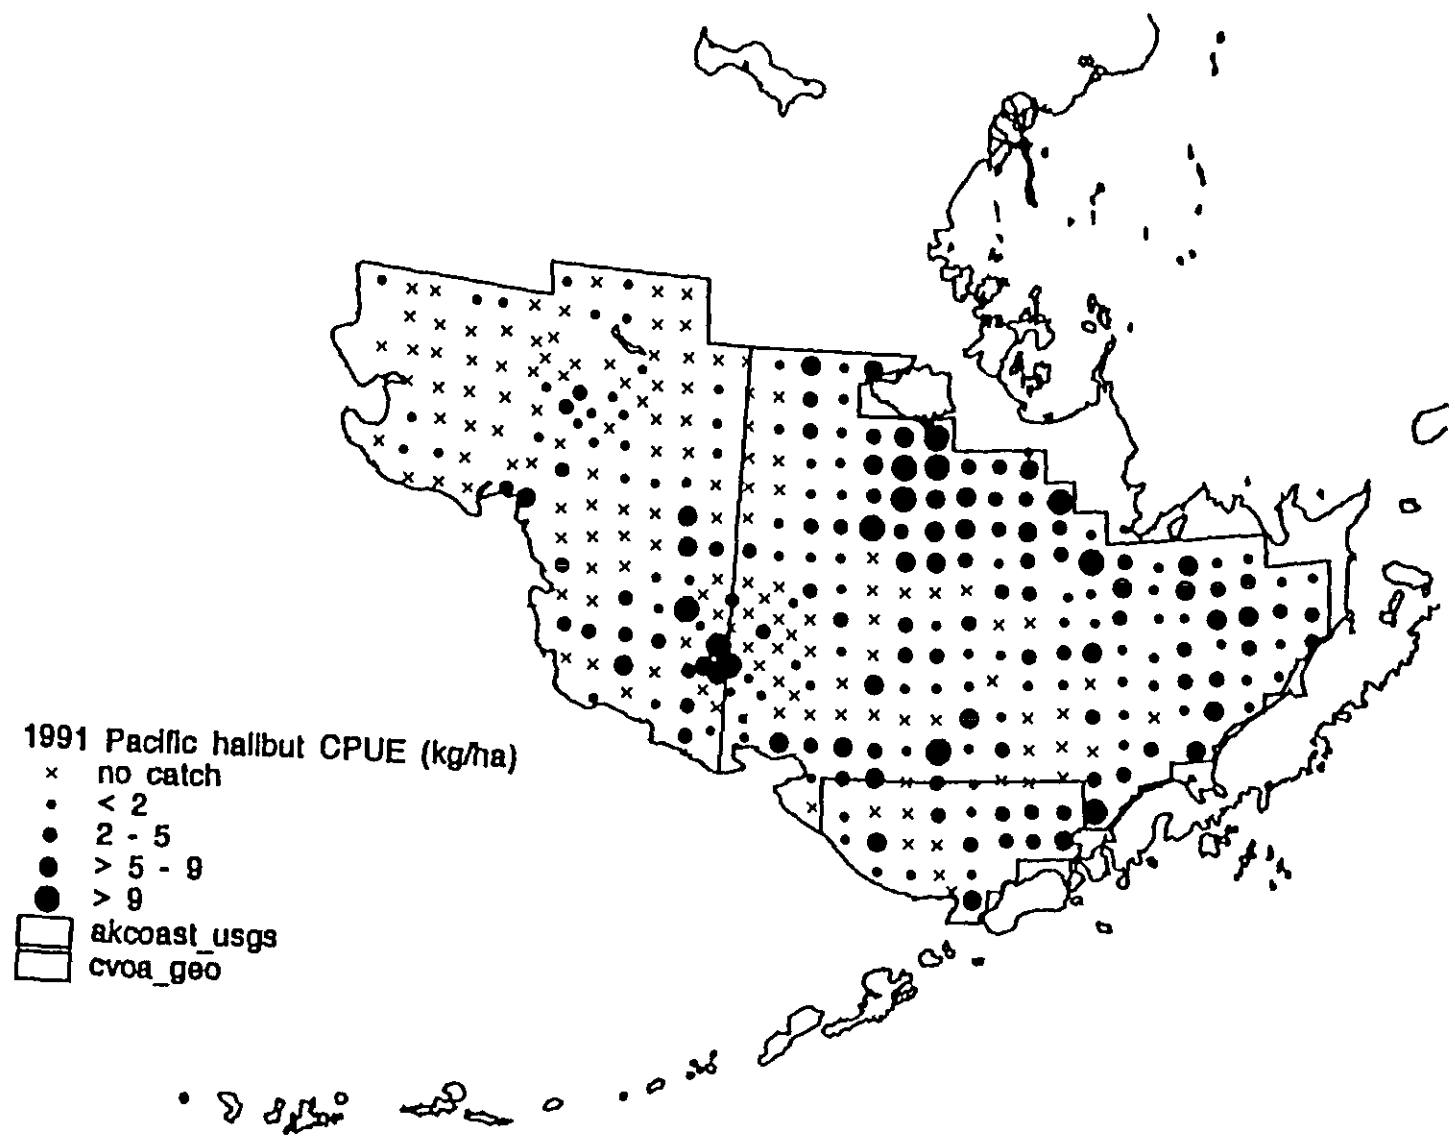 1991 Pacific halibut CPUE (kg/ha)
no catch
< 2
2 - 5
> 5 - 9
> 9
akcoast_usgs
cvoa_geo